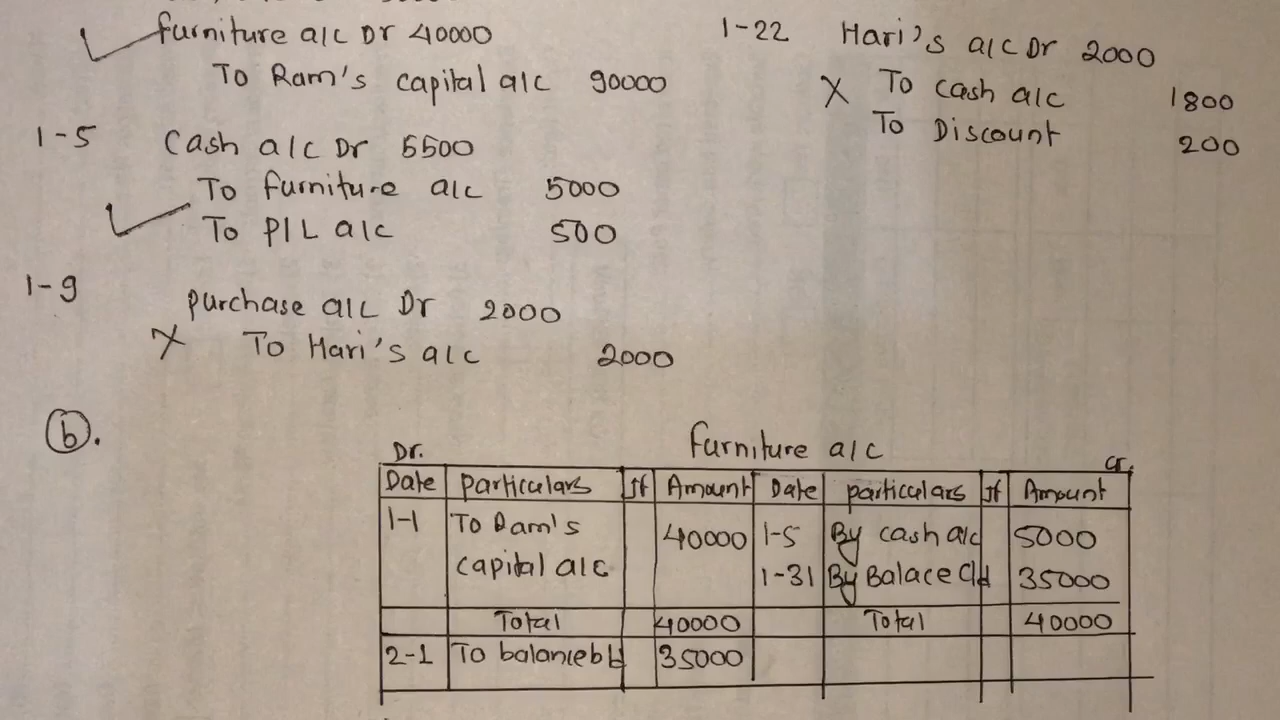 furniture a/c Dr 40000
To Ram's capital a/c 90000
1-5 Cash a/c Dr 5500
To furniture a/c 5000
To P/L a/c 500
1-9 purchase a/c Dr 2000
X To Hari's a/c 2000
1-22 Hari's a/c Dr 2000
X To cash a/c 1800
To Discount 200
b.
Dr. furniture a/c cr.
Date particulars Jf Amount Date particulars Jf Amount
1-1 To Ram's 40000 1-5 By cash a/c 5000
capital a/c 1-31 By Balace C/d 35000
Total 40000 Total 40000
2-1 To balance b/d 35000